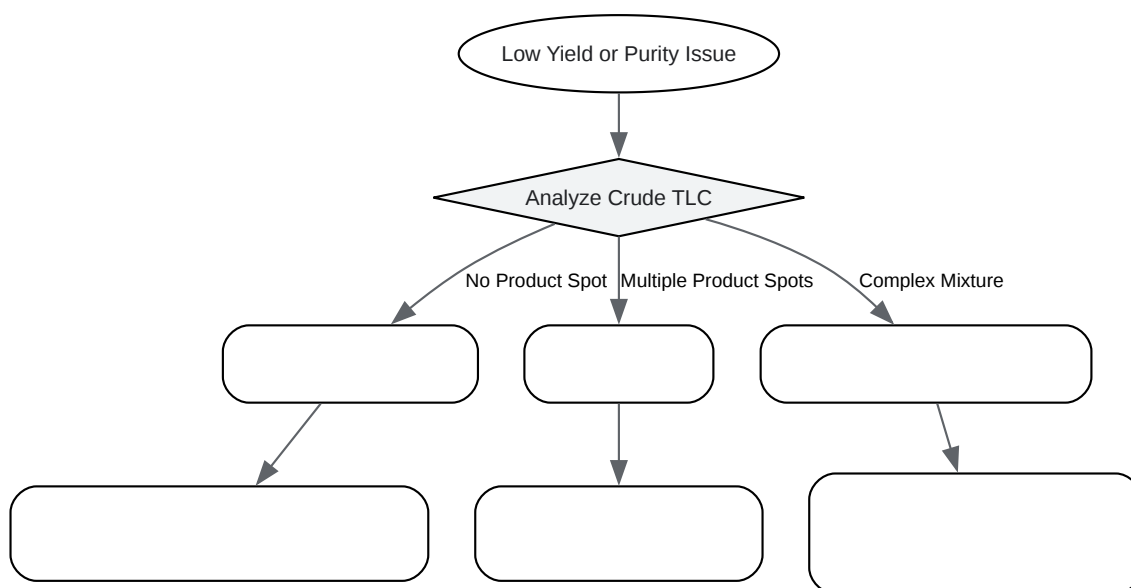 Low Yield or Purity Issue
Analyze Crude TLC
No Product Spot
Multiple Product Spots
Complex Mixture